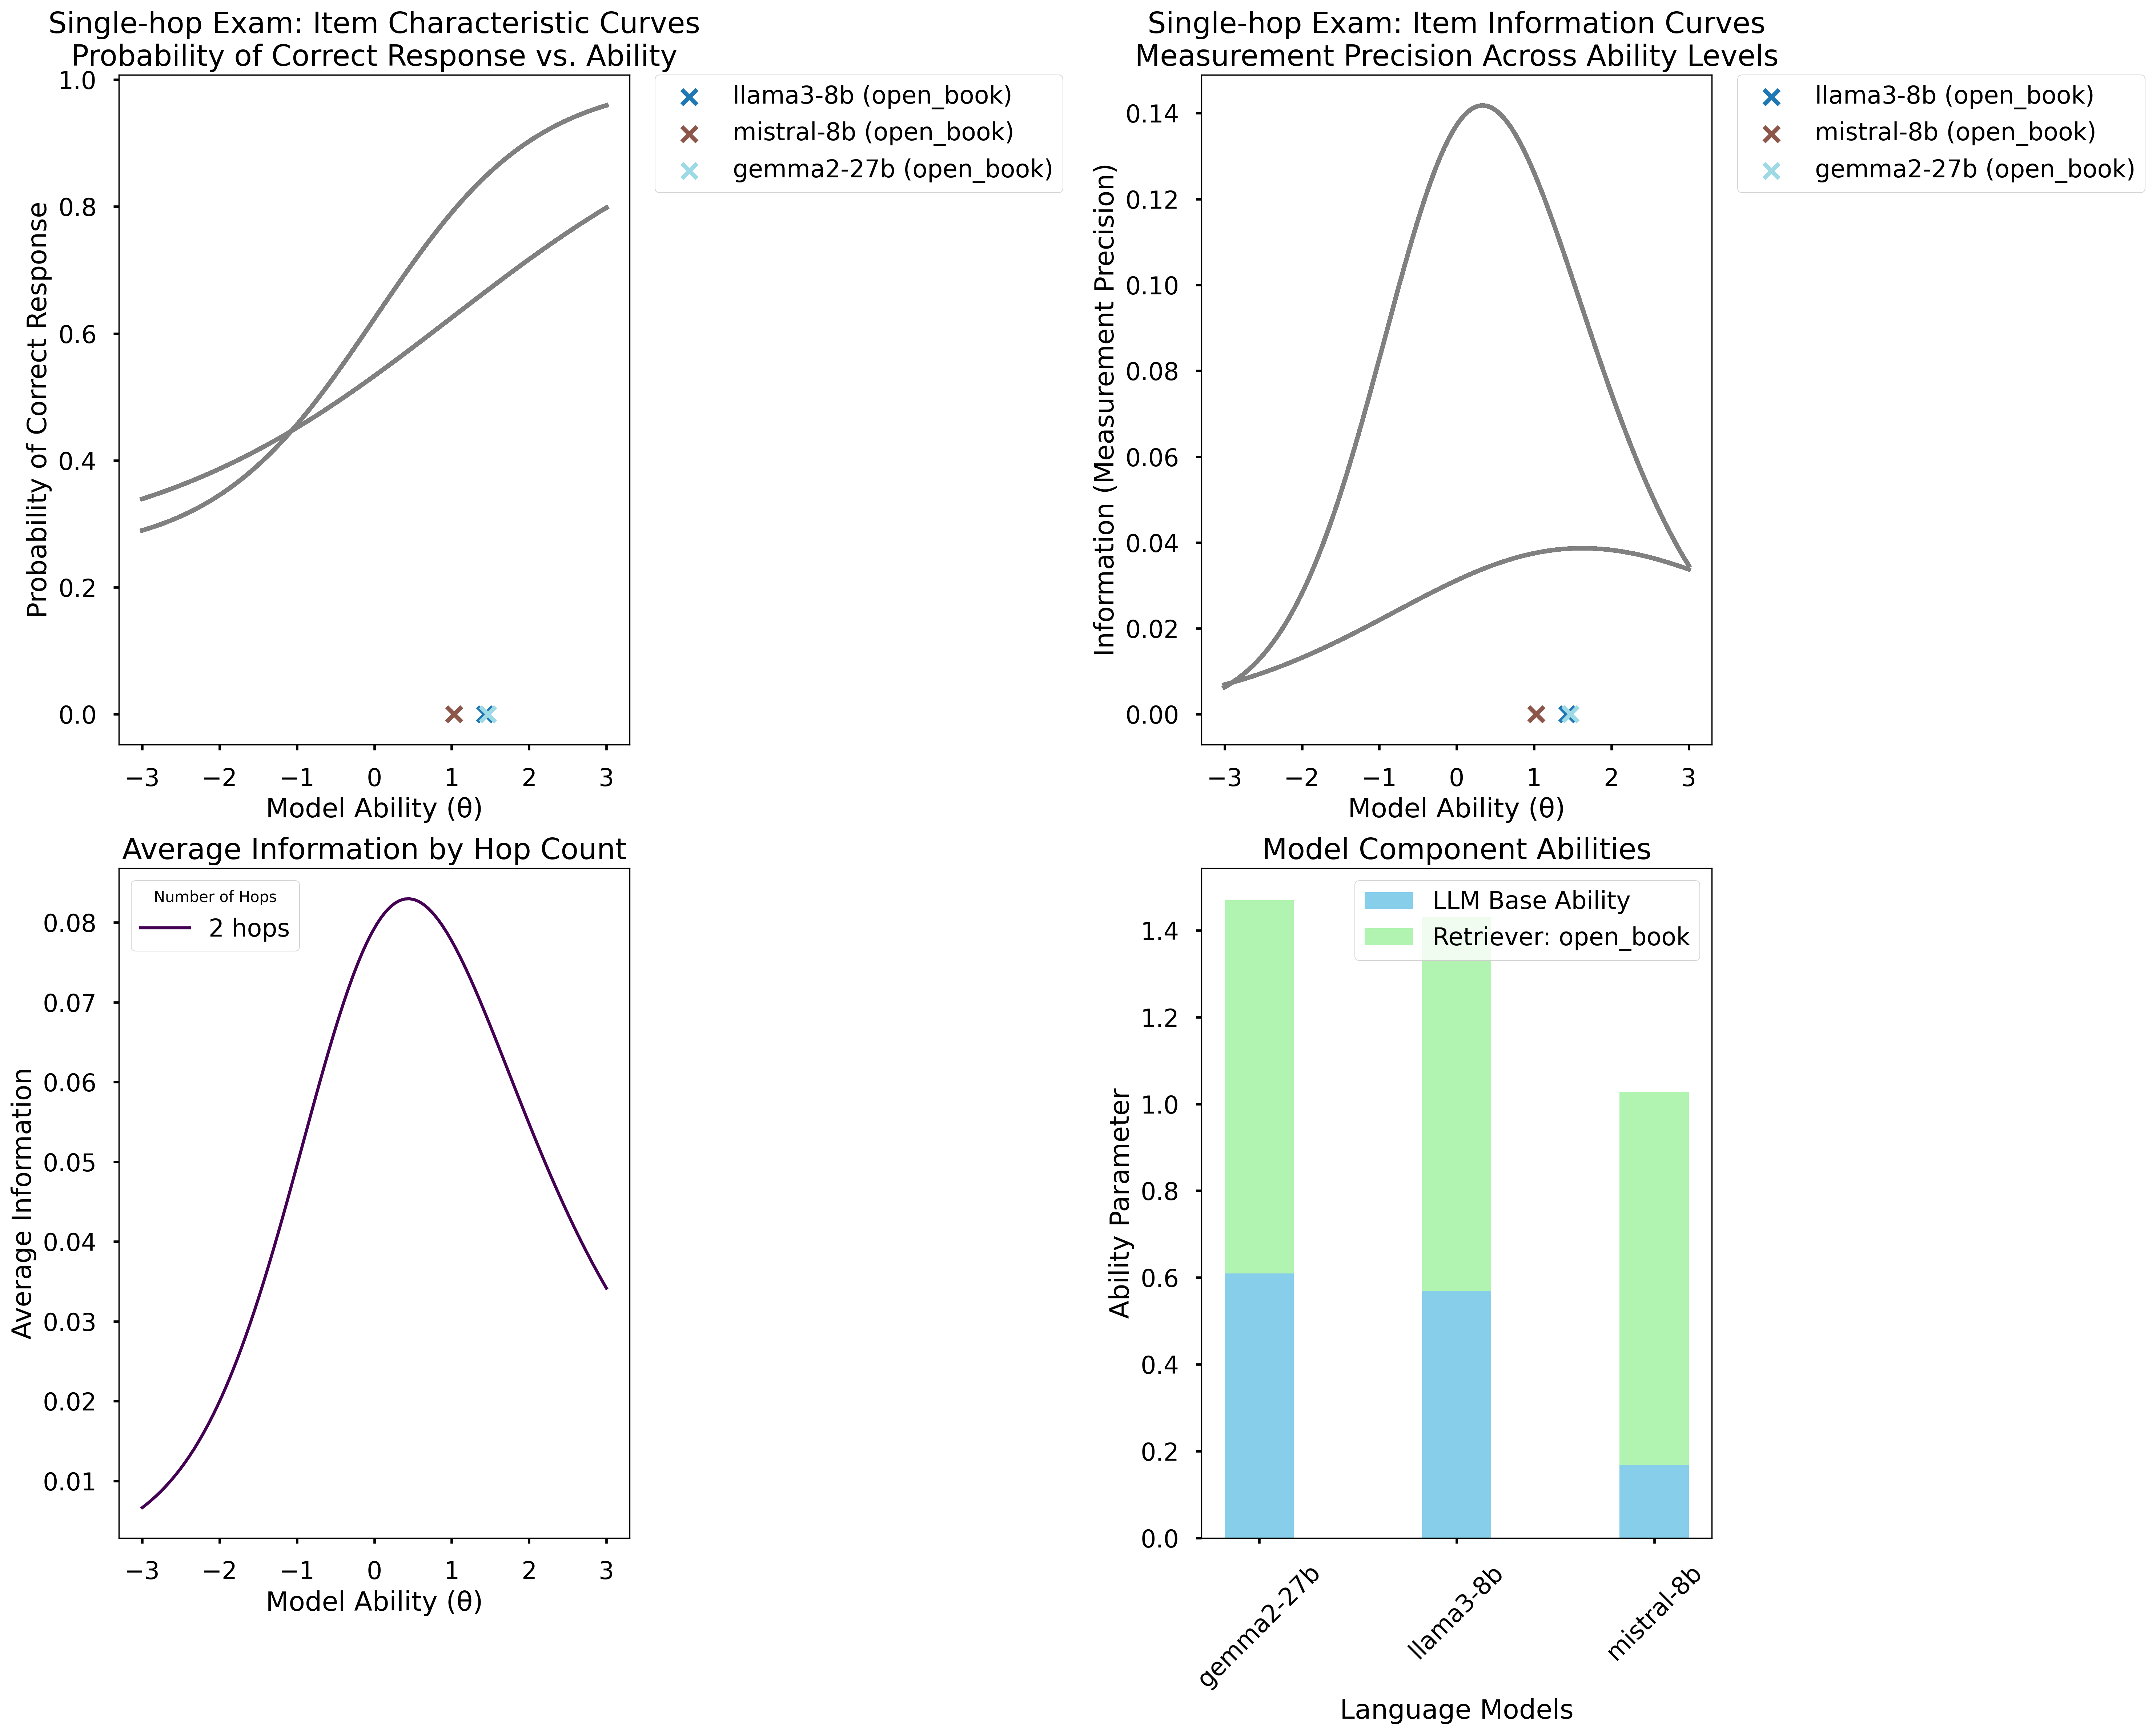 Single-hop Exam: Item Characteristic Curves
Probability of Correct Response vs. Ability
1.0
0.8
0.6
0.4
0.2
0.0
Probability of Correct Response
−3 −2 −1 0 1 2 3
Model Ability (θ)
llama3-8b (open_book)
mistral-8b (open_book)
gemma2-27b (open_book)
Single-hop Exam: Item Information Curves
Measurement Precision Across Ability Levels
0.14
0.12
0.10
0.08
0.06
0.04
0.02
0.00
Information (Measurement Precision)
−3 −2 −1 0 1 2 3
Model Ability (θ)
llama3-8b (open_book)
mistral-8b (open_book)
gemma2-27b (open_book)
Average Information by Hop Count
Number of Hops
2 hops
0.08
0.07
0.06
0.05
0.04
0.03
0.02
0.01
Average Information
−3 −2 −1 0 1 2 3
Model Ability (θ)
Model Component Abilities
LLM Base Ability
Retriever: open_book
1.4
1.2
1.0
0.8
0.6
0.4
0.2
0.0
Ability Parameter
gemma2-27b
llama3-8b
mistral-8b
Language Models